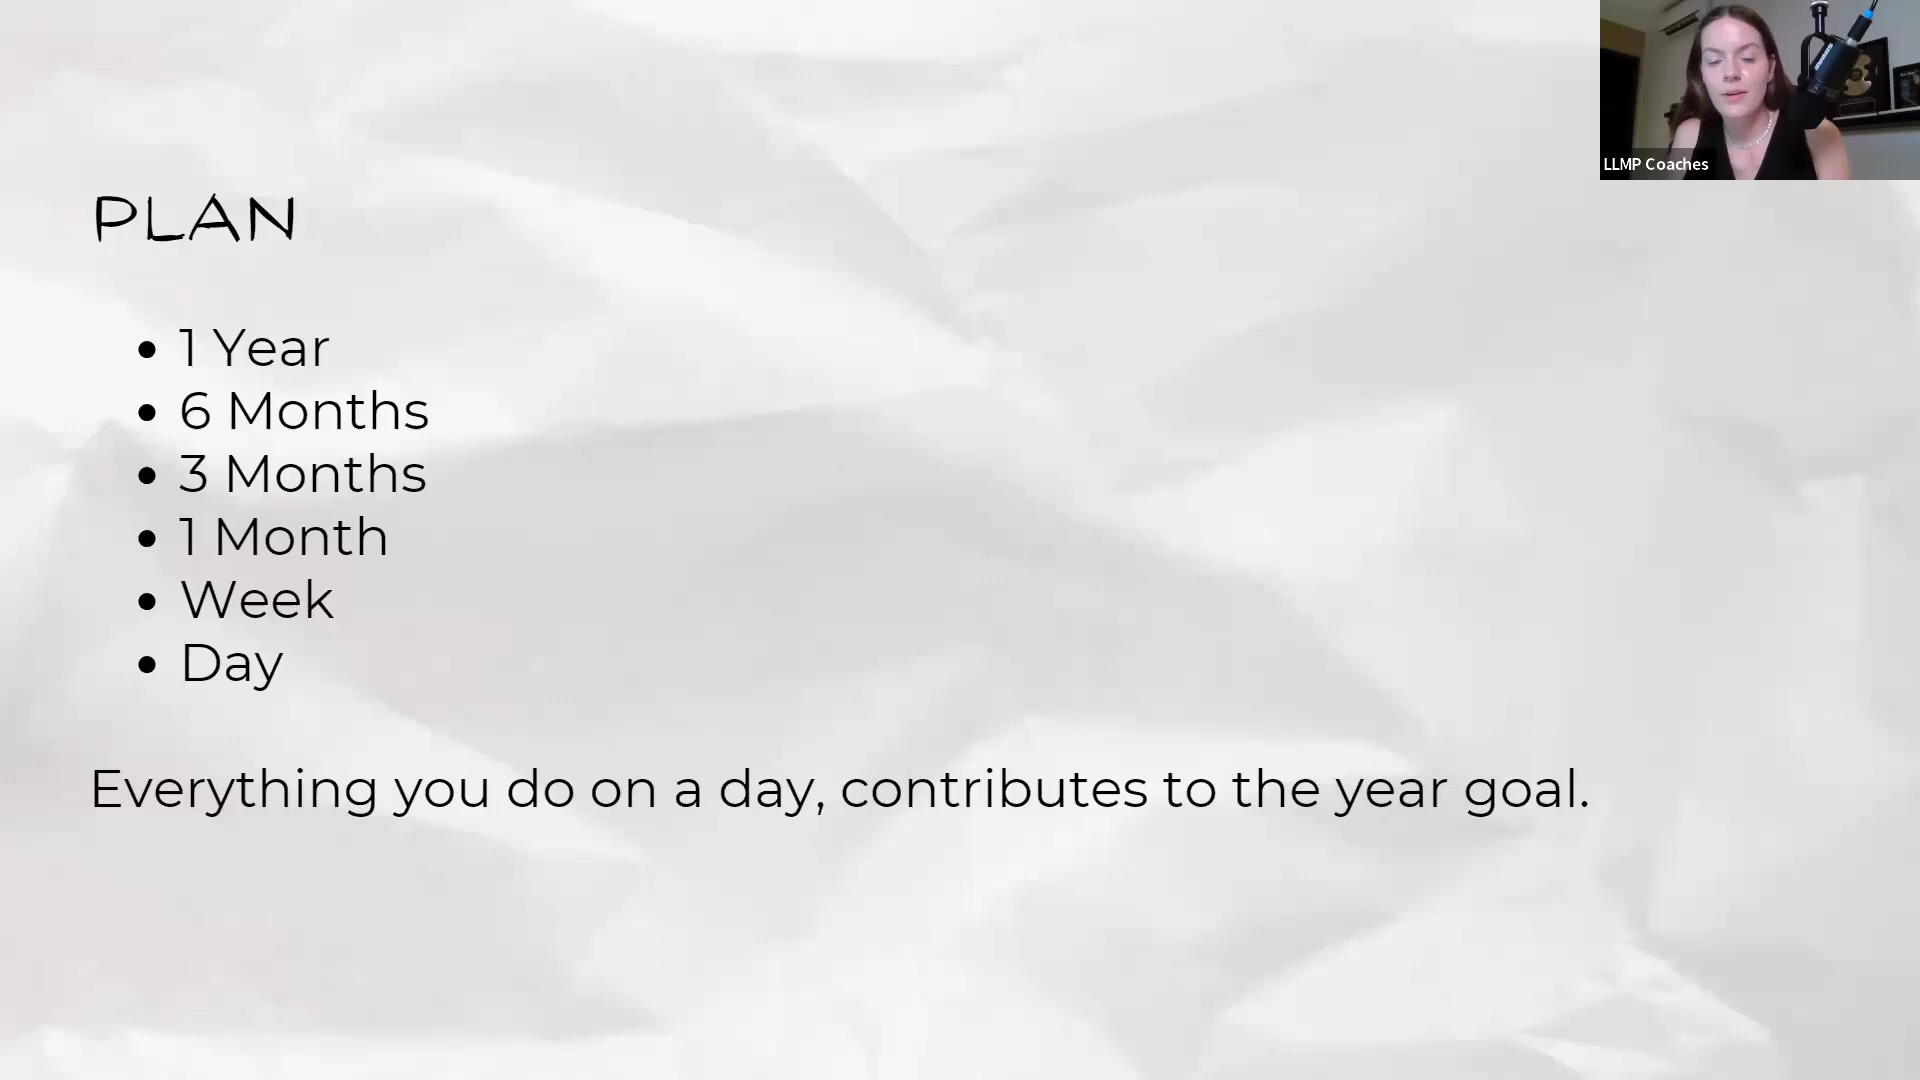 LLMP Coaches
PLAN
• 1 Year
• 6 Months
• 3 Months
• 1 Month
• Week
• Day
Everything you do on a day, contributes to the year goal.